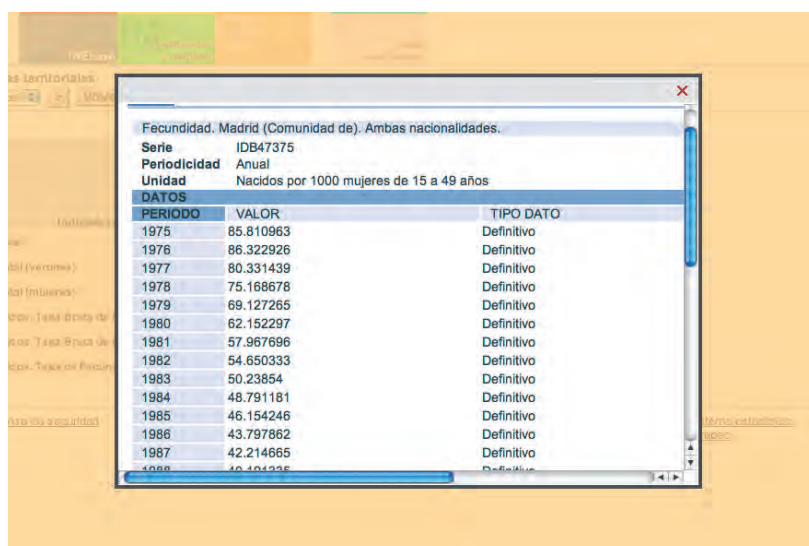 as territoriales
Fecundidad. Madrid (Comunidad de). Ambas nacionalidades.
Serie IDB47375
Periodicidad Anual
Unidad Nacidos por 1000 mujeres de 15 a 49 años
DATOS
PERIODO VALOR TIPO DATO
1975 85.810963 Definitivo
1976 86.322926 Definitivo
1977 80.331439 Definitivo
1978 75.168678 Definitivo
1979 69.127265 Definitivo
1980 62.152297 Definitivo
1981 57.967696 Definitivo
1982 54.650333 Definitivo
1983 50.23854 Definitivo
1984 48.791181 Definitivo
1985 46.154246 Definitivo
1986 43.797862 Definitivo
1987 42.214665 Definitivo